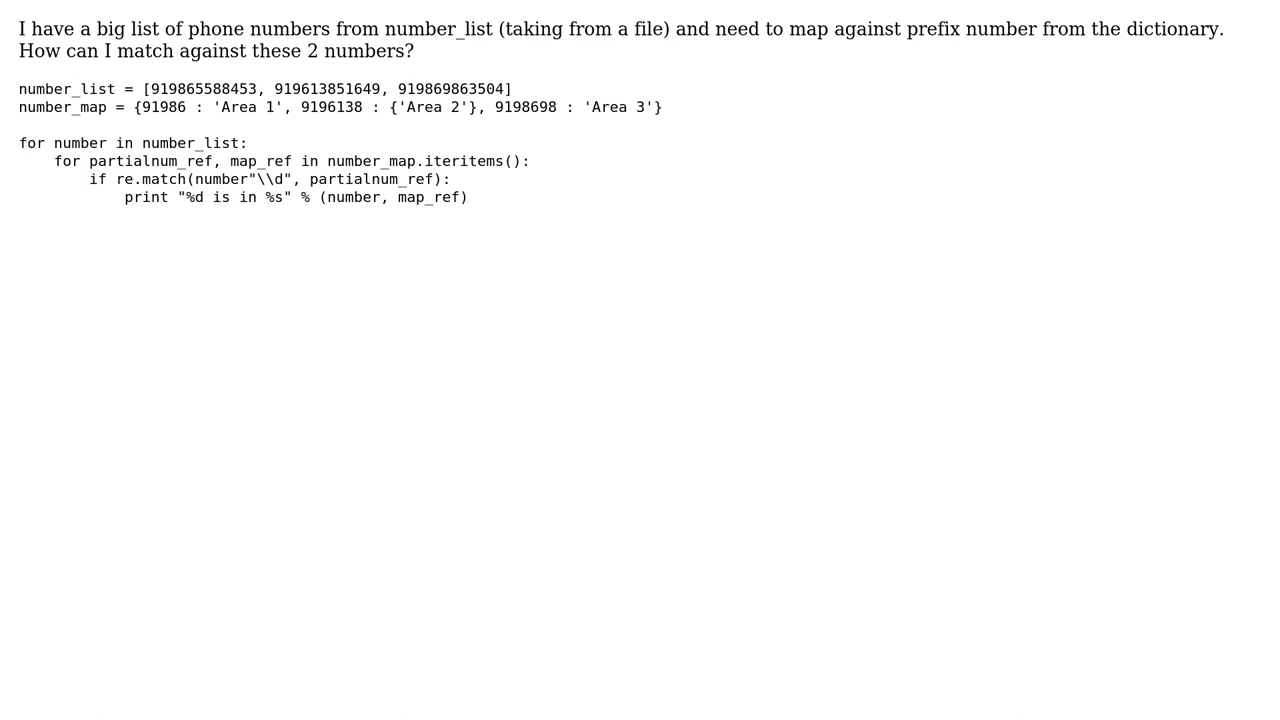 I have a big list of phone numbers from number_list (taking from a file) and need to map against prefix number from the dictionary.
How can I match against these 2 numbers?
number_list = [919865588453, 919613851649, 919869863504]
number_map = {91986 : 'Area 1', 9196138 : {'Area 2'}, 9198698 : 'Area 3'}
for number in number_list:
    for partialnum_ref, map_ref in number_map.iteritems():
        if re.match(number"\\d", partialnum_ref):
            print "%d is in %s" % (number, map_ref)